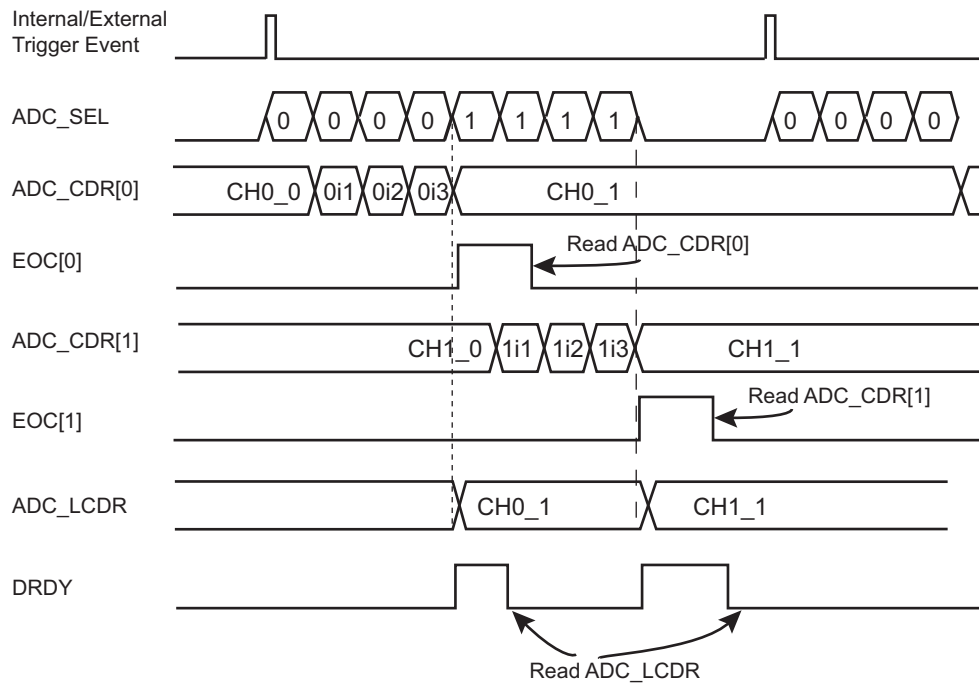 Internal/External
Trigger Event
ADC_SEL
0 0 0 0 1 1 1 1 0 0 0 0
ADC_CDR[0]
CH0_0 0i1 0i2 0i3 CH0_1
EOC[0]
Read ADC_CDR[0]
ADC_CDR[1]
CH1_0 1i1 1i2 1i3 CH1_1
EOC[1]
Read ADC_CDR[1]
ADC_LCDR
CH0_1 CH1_1
DRDY
Read ADC_LCDR